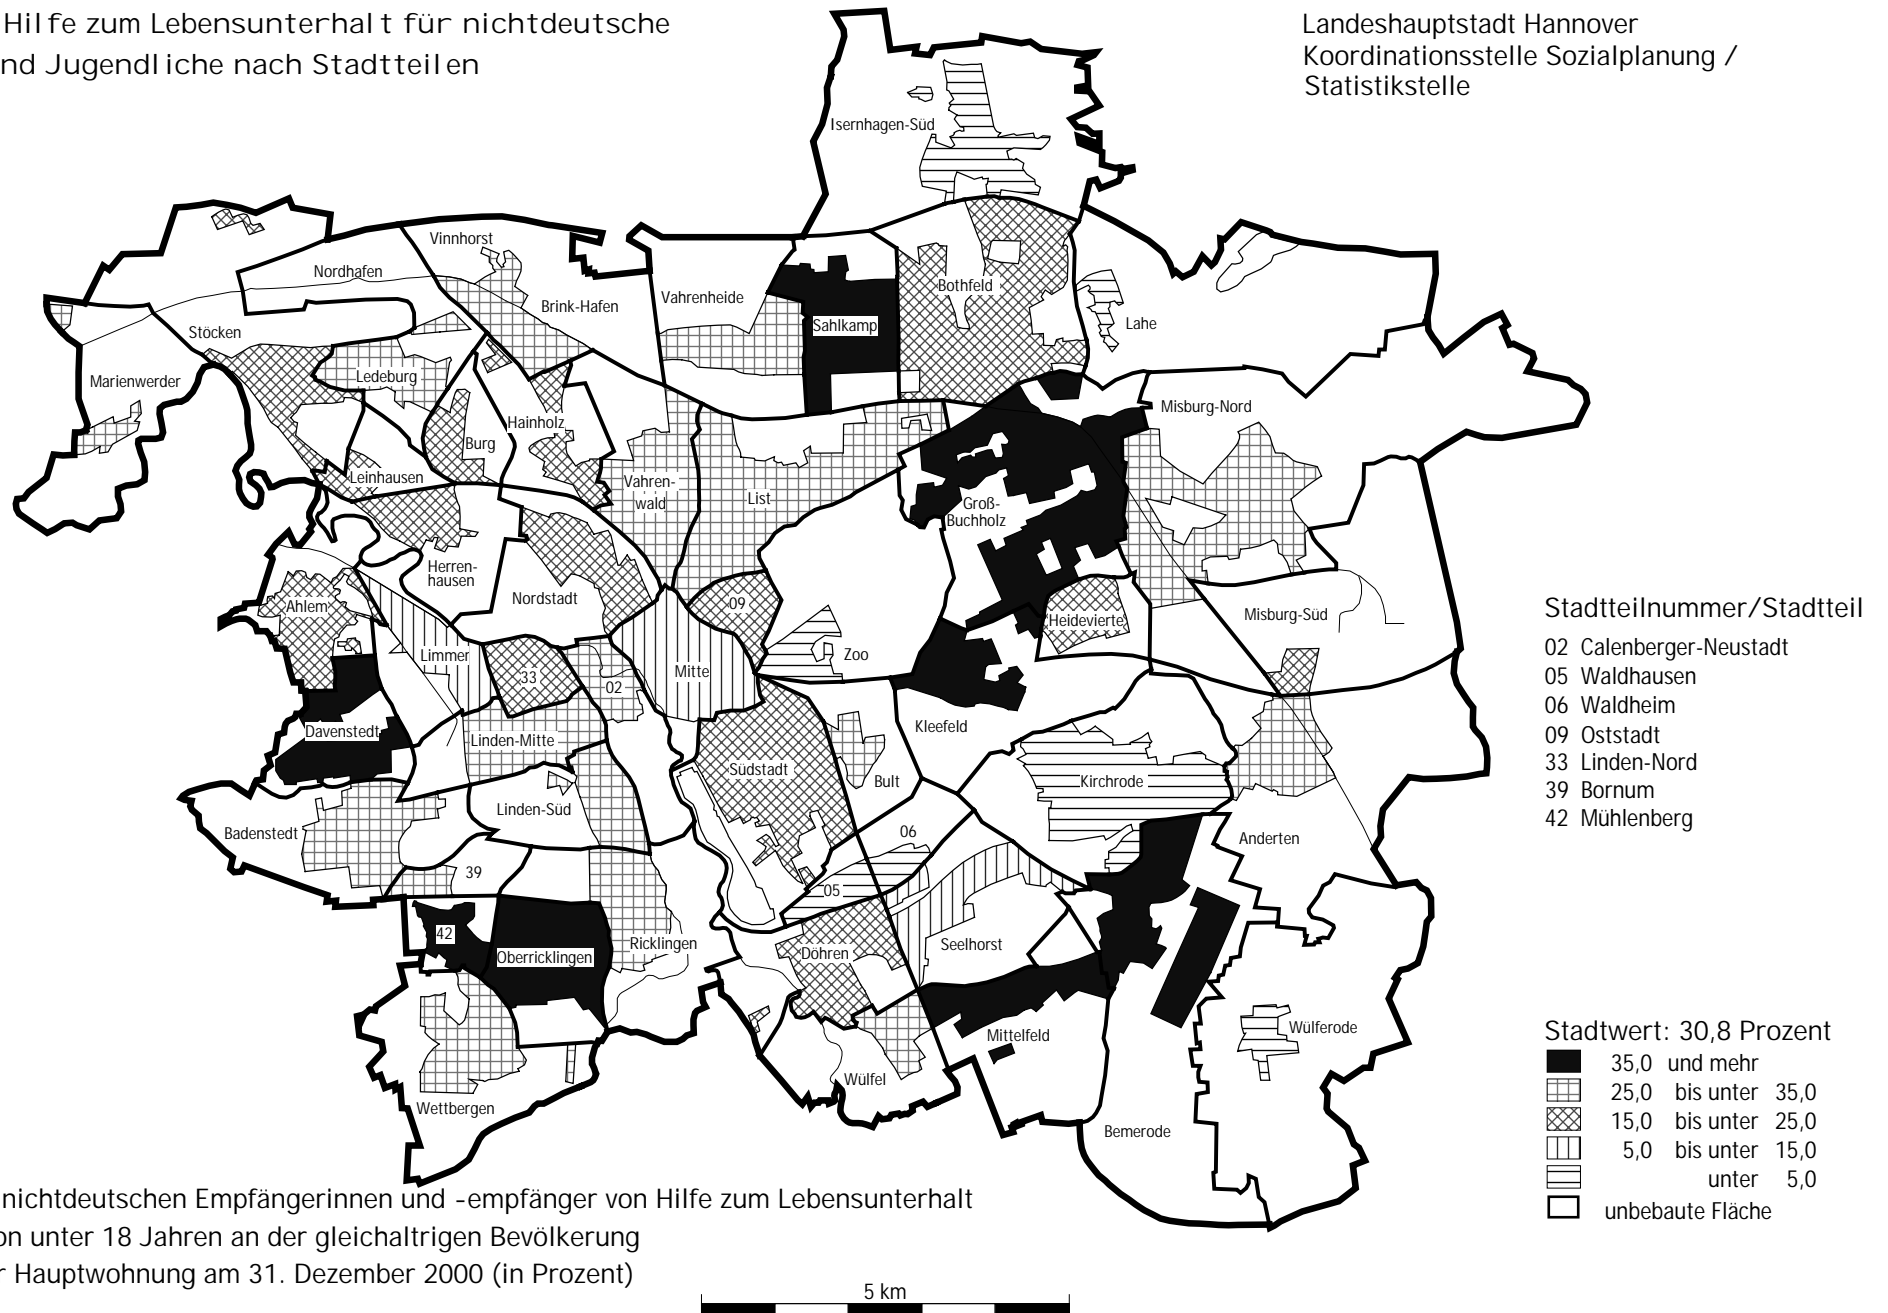 Hilfe zum Lebensunterhalt für nichtdeutsche
nd Jugendliche nach Stadtteilen
Landeshauptstadt Hannover
Koordinationsstelle Sozialplanung /
Statistikstelle
Isernhagen-Süd
Vinnhorst
Nordhafen
Brink-Hafen
Vahrenheide
Bothfeld
Sahlkamp
Lahe
Stöcken
Marienwerder
Ledeburg
Hainholz
Burg
Leinhausen
Vahren-
wald
List
Groß-
Buchholz
Misburg-Nord
Herren-
hausen
Nordstadt
09
Ahlem
Heidevierte
Misburg-Süd
Limmer
33
02
Mitte
Zoo
Davenstedt
Linden-Mitte
Kleefeld
Südstadt
Bult
Kirchrode
Linden-Süd
Badenstedt
06
Anderten
39
05
42
Oberricklingen
Ricklingen
Döhren
Seelhorst
Mittelfeld
Wülferode
Wülfel
Wettbergen
Bemerode
Stadtteilnummer/Stadtteil
02 Calenberger-Neustadt
05 Waldhausen
06 Waldheim
09 Oststadt
33 Linden-Nord
39 Bornum
42 Mühlenberg
Stadtwert: 30,8 Prozent
35,0 und mehr
25,0 bis unter 35,0
15,0 bis unter 25,0
5,0 bis unter 15,0
unter 5,0
unbebaute Fläche
nichtdeutschen Empfängerinnen und -empfänger von Hilfe zum Lebensunterhalt
on unter 18 Jahren an der gleichaltrigen Bevölkerung
r Hauptwohnung am 31. Dezember 2000 (in Prozent)
5 km